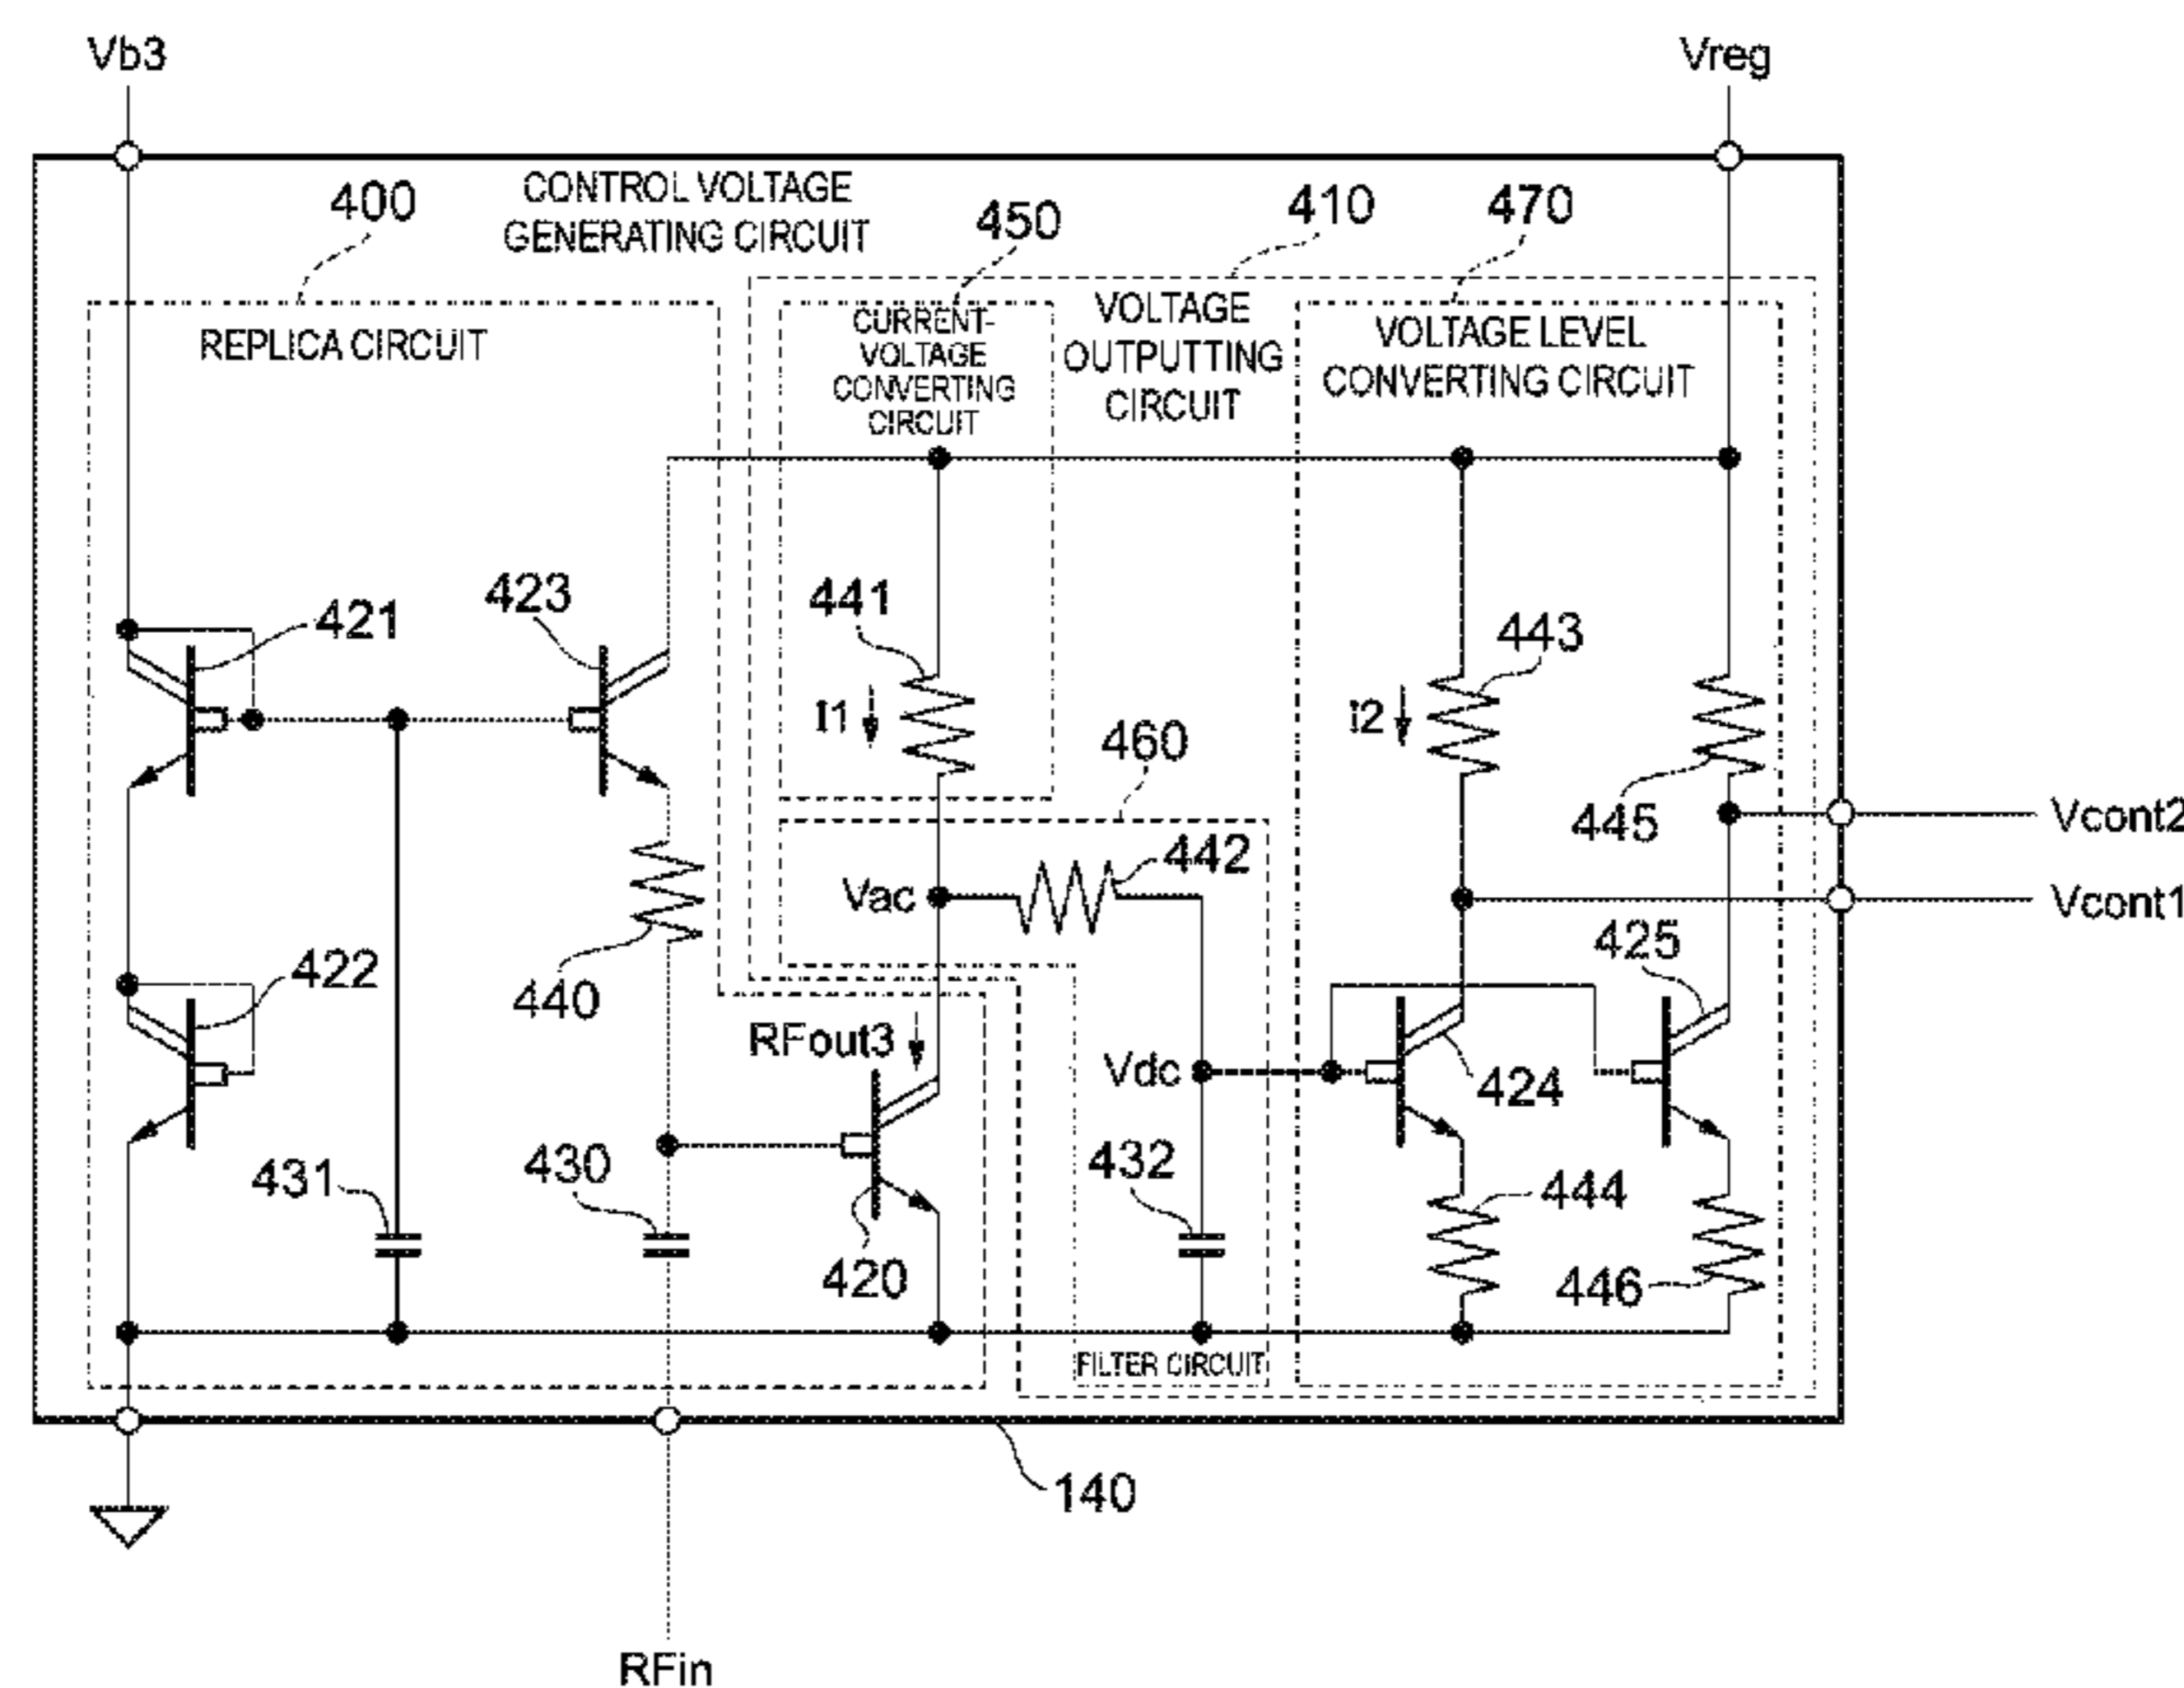 Vb3
Vreg
CONTROL VOLTAGE
GENERATING CIRCUIT
400
450
410
470
REPLICA CIRCUIT
CURRENT-
VOLTAGE
CONVERTING
CIRCUIT
VOLTAGE
OUTPUTTING
CIRCUIT
VOLTAGE LEVEL
CONVERTING CIRCUIT
421
423
441
443
I1
I2
460
445
Vcont2
442
Vac
Vcont1
425
422
440
RFout3
Vdc
424
431
430
432
444
420
446
FILTER CIRCUIT
140
RFin